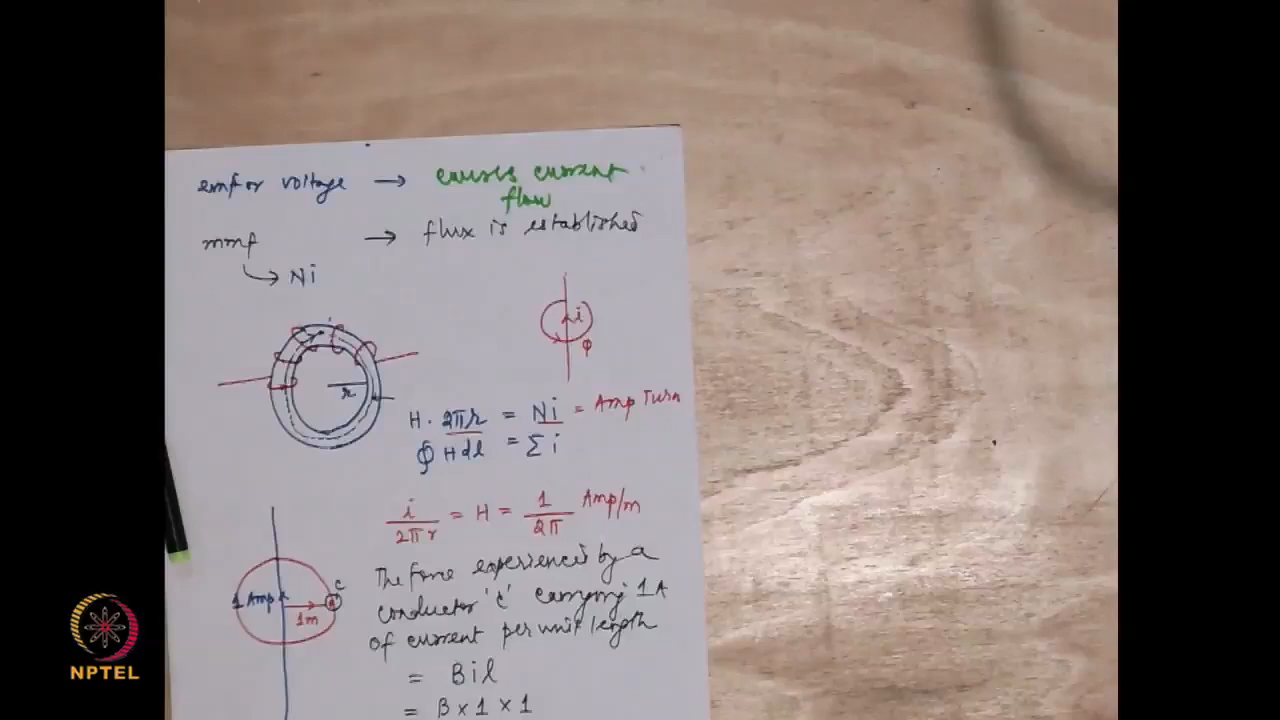 emf or voltage → causes current flow
mmf → flux is established
↳ Ni
i
φ
r
H. 2πr = Ni = Amp Turn
∮ H dl = Σ i
i/2πr = H = 1/2π Amp/m
1 Amp
1m
c
The force experienced by a
conductor 'c' carrying 1A
of current per unit length
= Bil
= B x 1 x 1
NPTEL